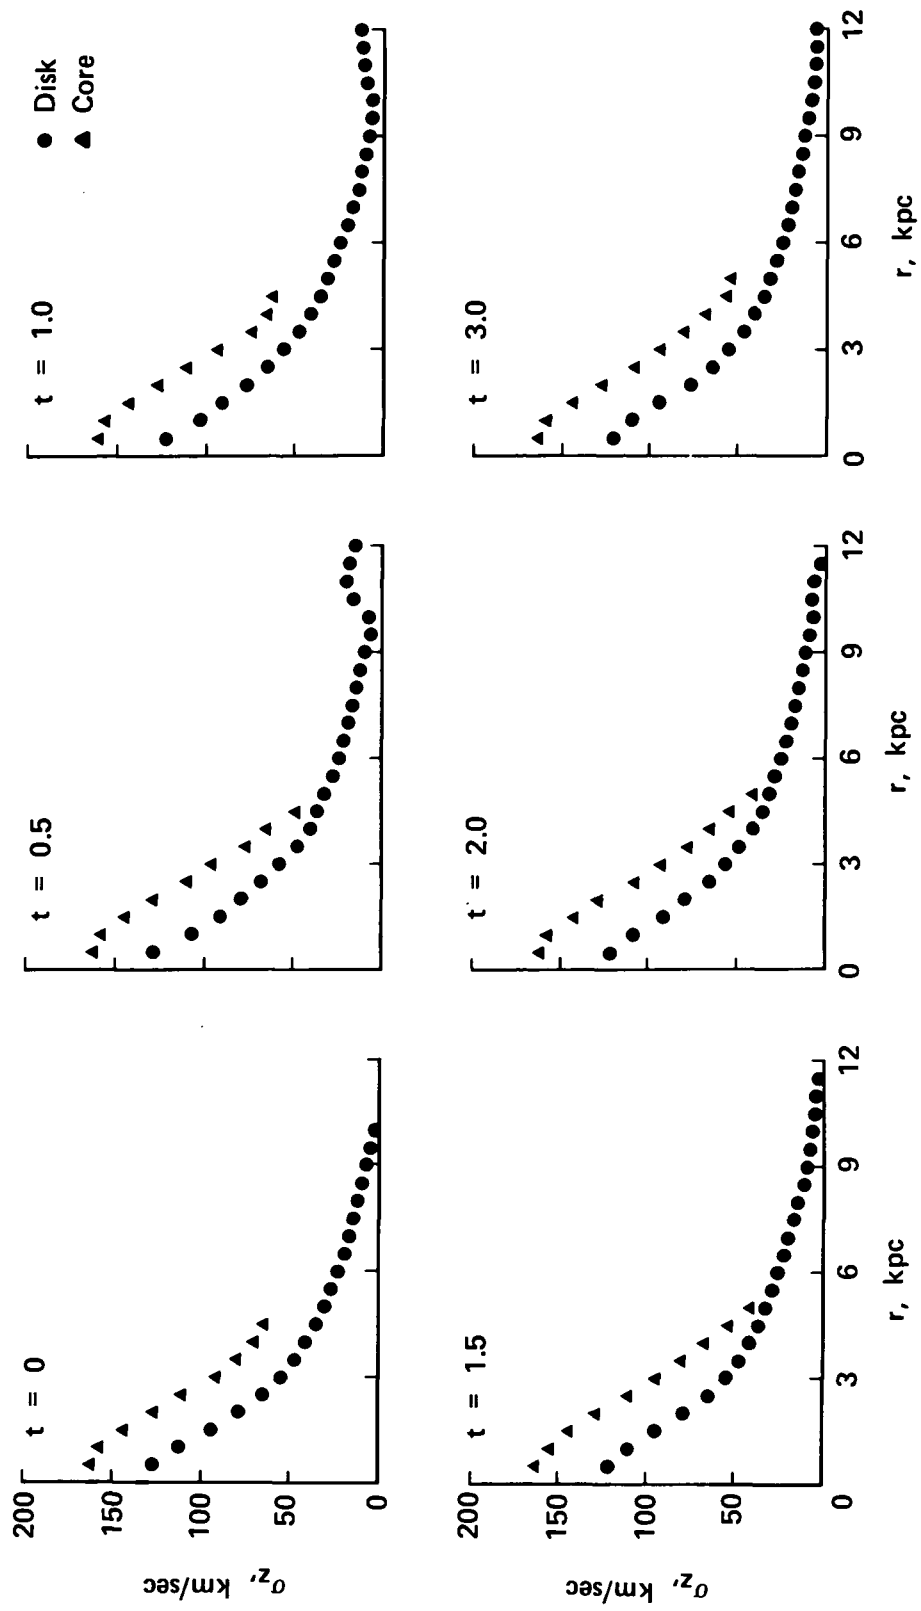 t = 0
t = 0.5
t = 1.0
● Disk
▲ Core
200
150
100
50
0
σz, km/sec
t = 1.5
t = 2.0
t = 3.0
200
150
100
50
0
σz, km/sec
0 3 6 9 12
r, kpc
0 3 6 9 12
r, kpc
0 3 6 9 12
r, kpc